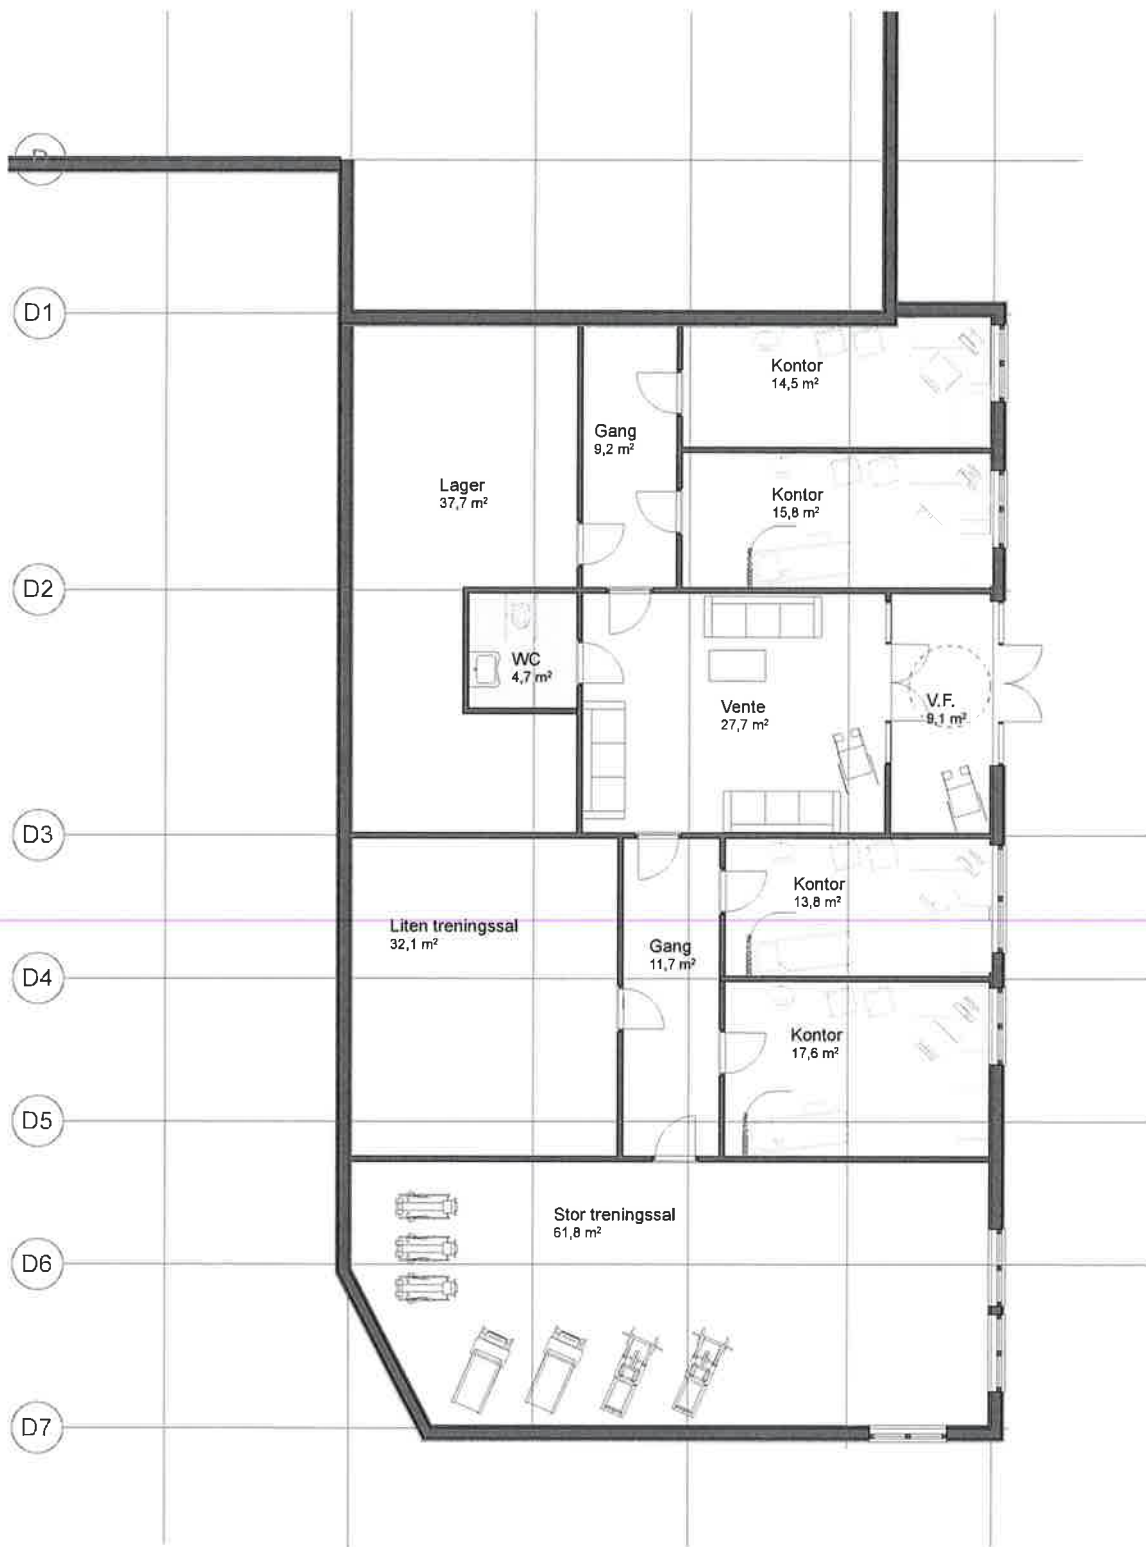 D1
Kontor
14,5 m²
Gang
9,2 m²
Lager
37,7 m²
Kontor
15,8 m²
D2
WC
4,7 m²
Vente
27,7 m²
V.F.
9,1 m²
D3
Kontor
13,8 m²
Liten treningssal
32,1 m²
Gang
11,7 m²
D4
Kontor
17,6 m²
D5
Stor treningssal
61,8 m²
D6
D7